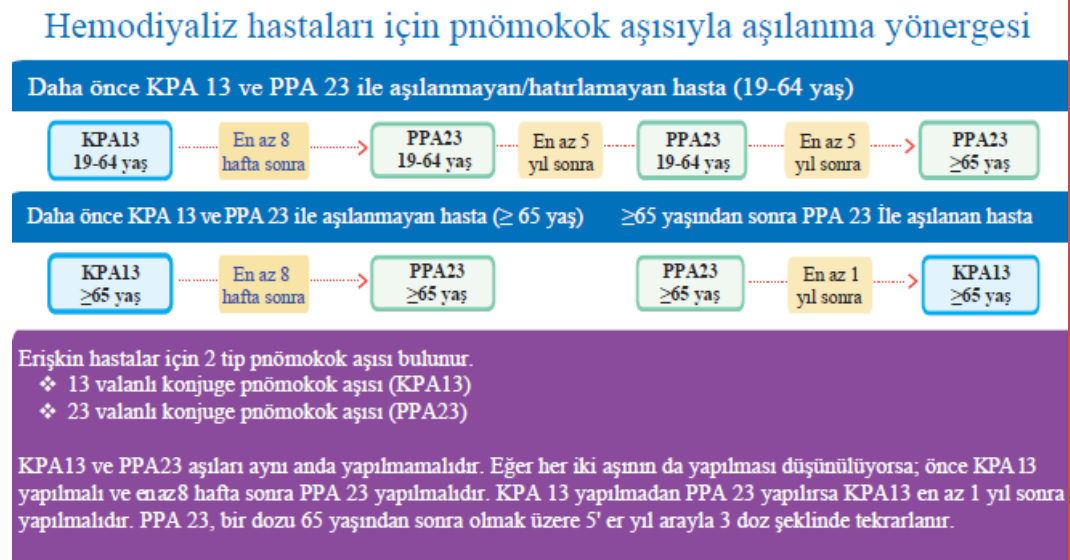 Hemodiyaliz hastaları için pnömokok aşısıyla aşılanma yönergesi
Daha önce KPA 13 ve PPA 23 ile aşılanmayan/hatırlamayan hasta (19-64 yaş)
KPA13
19-64 yaş
En az 8
hafta sonra
PPA23
19-64 yaş
En az 5
yıl sonra
PPA23
19-64 yaş
En az 5
yıl sonra
PPA23
≥65 yaş
Daha önce KPA 13 ve PPA 23 ile aşılanmayan hasta (≥ 65 yaş)
≥65 yaşından sonra PPA 23 İle aşılanan hasta
KPA13
≥65 yaş
En az 8
hafta sonra
PPA23
≥65 yaş
PPA23
≥65 yaş
En az 1
yıl sonra
KPA13
≥65 yaş
Erişkin hastalar için 2 tip pnömokok aşısı bulunur.
❖ 13 valanlı konjuge pnömokok aşısı (KPA13)
❖ 23 valanlı konjuge pnömokok aşısı (PPA23)
KPA13 ve PPA23 aşıları aynı anda yapılmamalıdır. Eğer her iki aşının da yapılması düşünülüyorsa; önce KPA 13
yapılmalı ve en az 8 hafta sonra PPA 23 yapılmalıdır. KPA 13 yapılmadan PPA 23 yapılırsa KPA13 en az 1 yıl sonra
yapılmalıdır. PPA 23, bir dozu 65 yaşından sonra olmak üzere 5' er yıl arayla 3 doz şeklinde tekrarlanır.